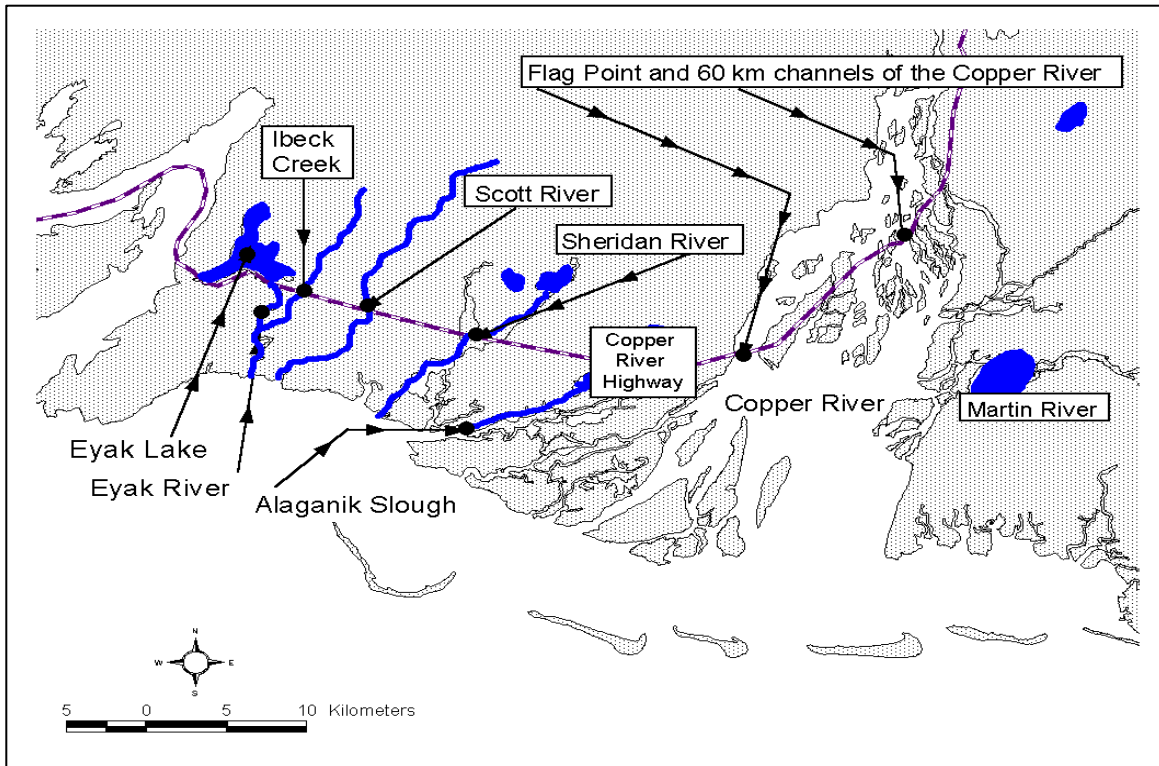 Flag Point and 60 km channels of the Copper River
Ibeck
Creek
Scott River
Sheridan River
Copper
River
Highway
Copper River
Martin River
Eyak Lake
Eyak River
Alaganik Slough
N
W E
S
5 0 5 10 Kilometers